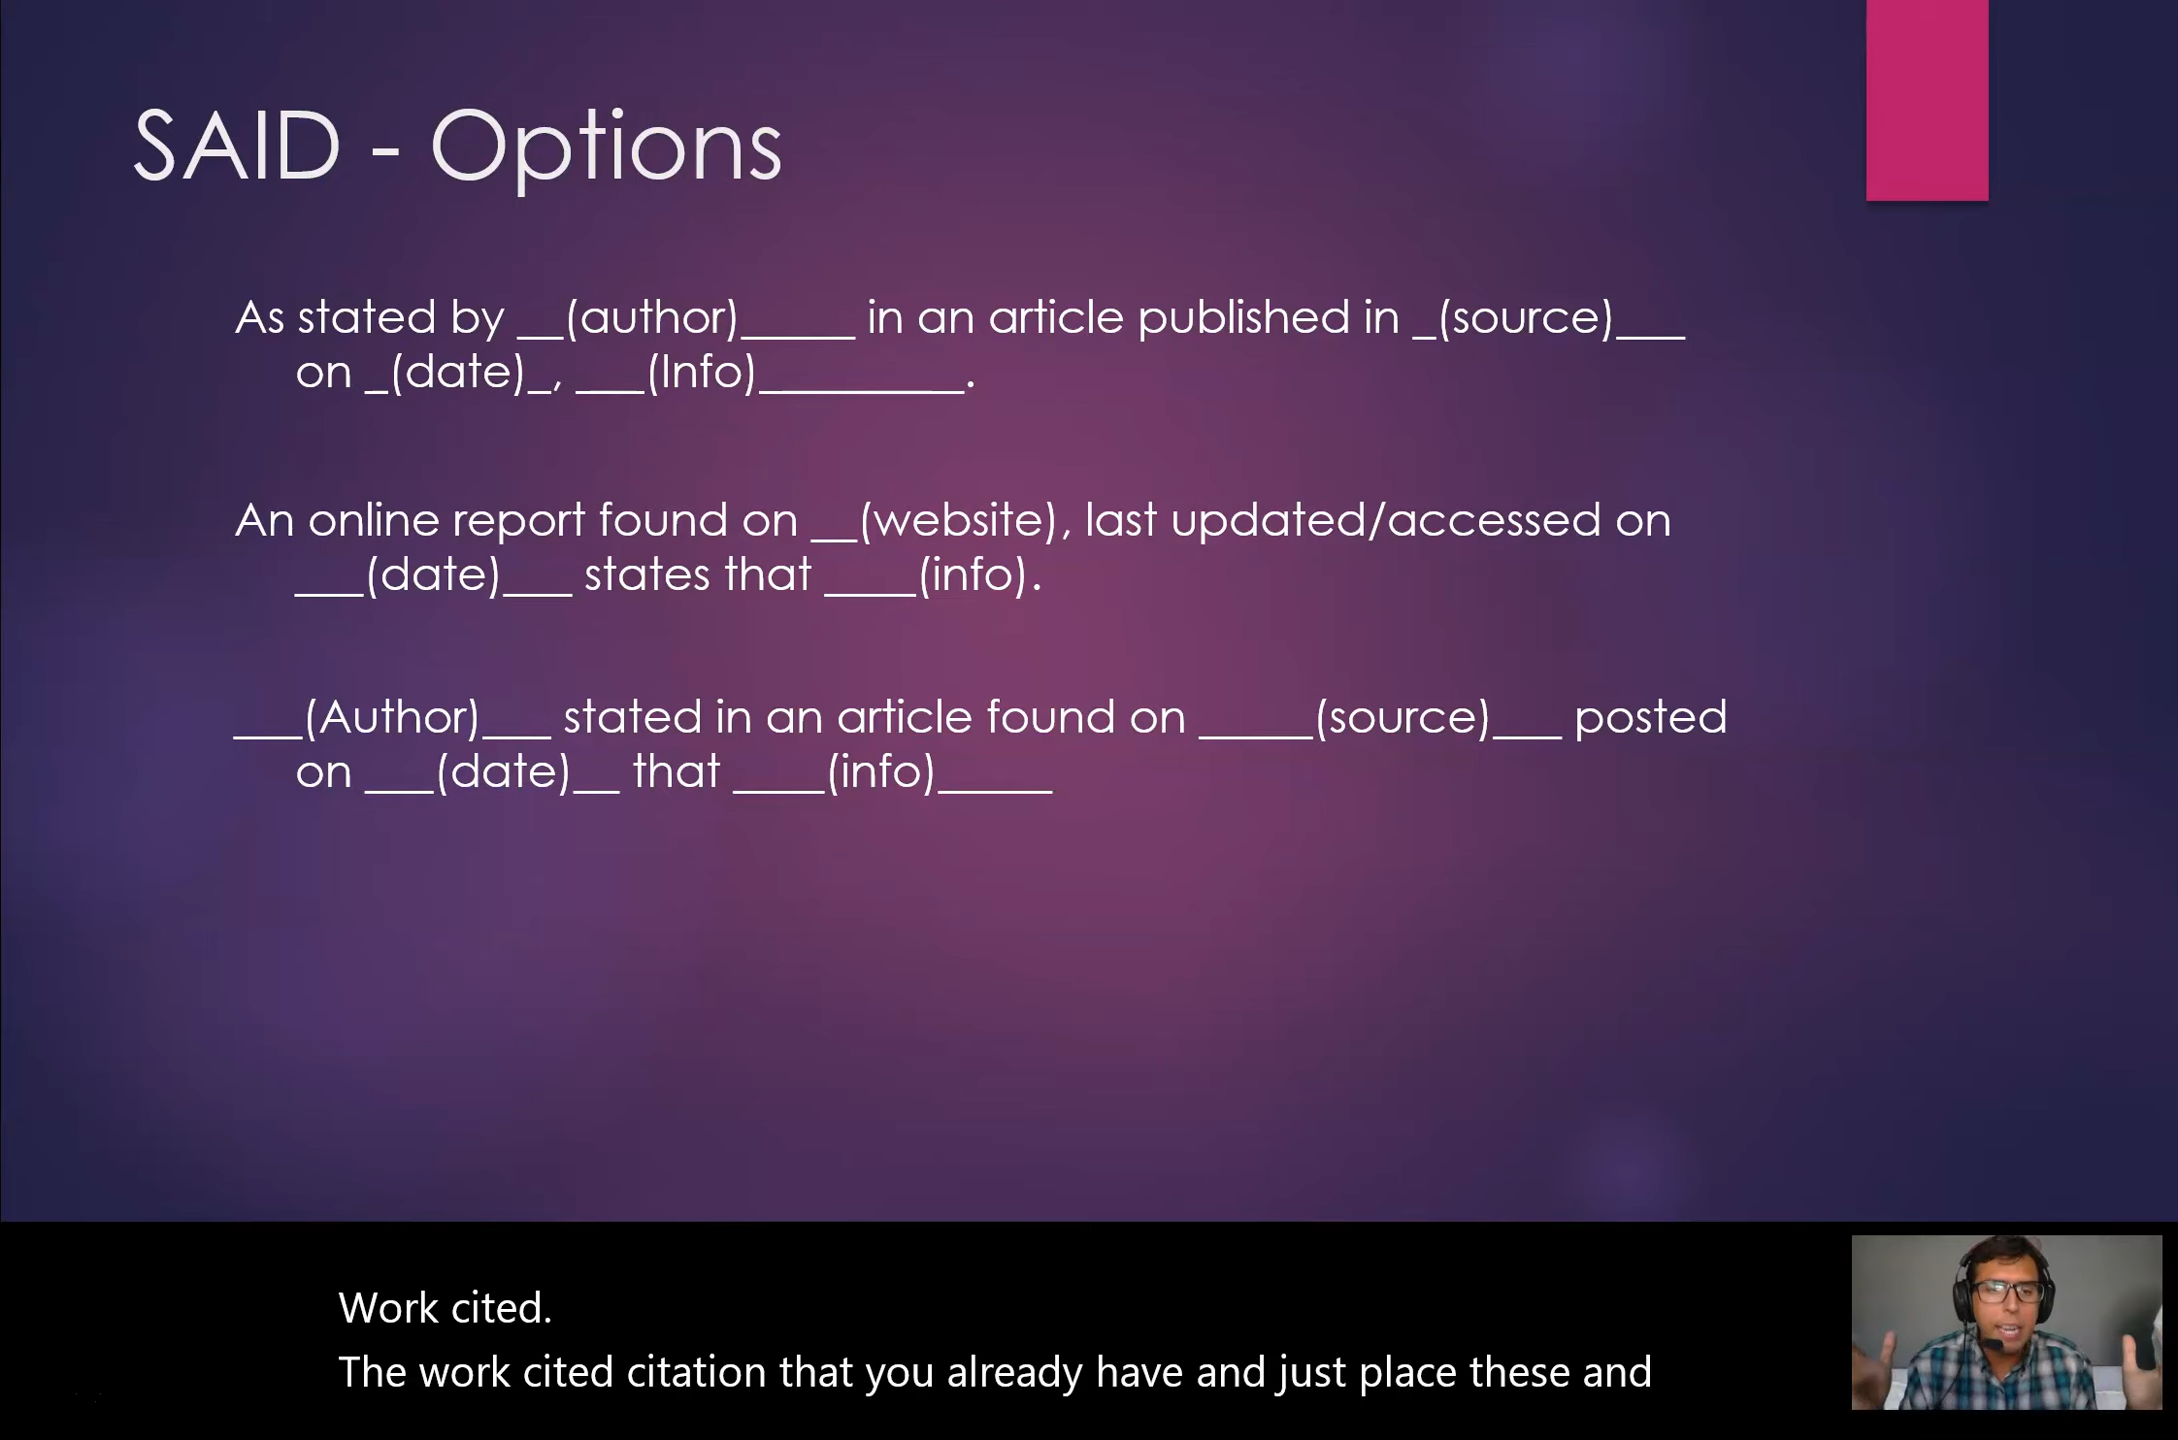 SAID - Options
As stated by __(author)_____ in an article published in _(source)___
on _(date)_, ___(Info)_________.
An online report found on __(website), last updated/accessed on
___(date)___ states that ____(info).
___(Author)___ stated in an article found on _____(source)___ posted
on ___(date)__ that ____(info)_____
Work cited.
The work cited citation that you already have and just place these and